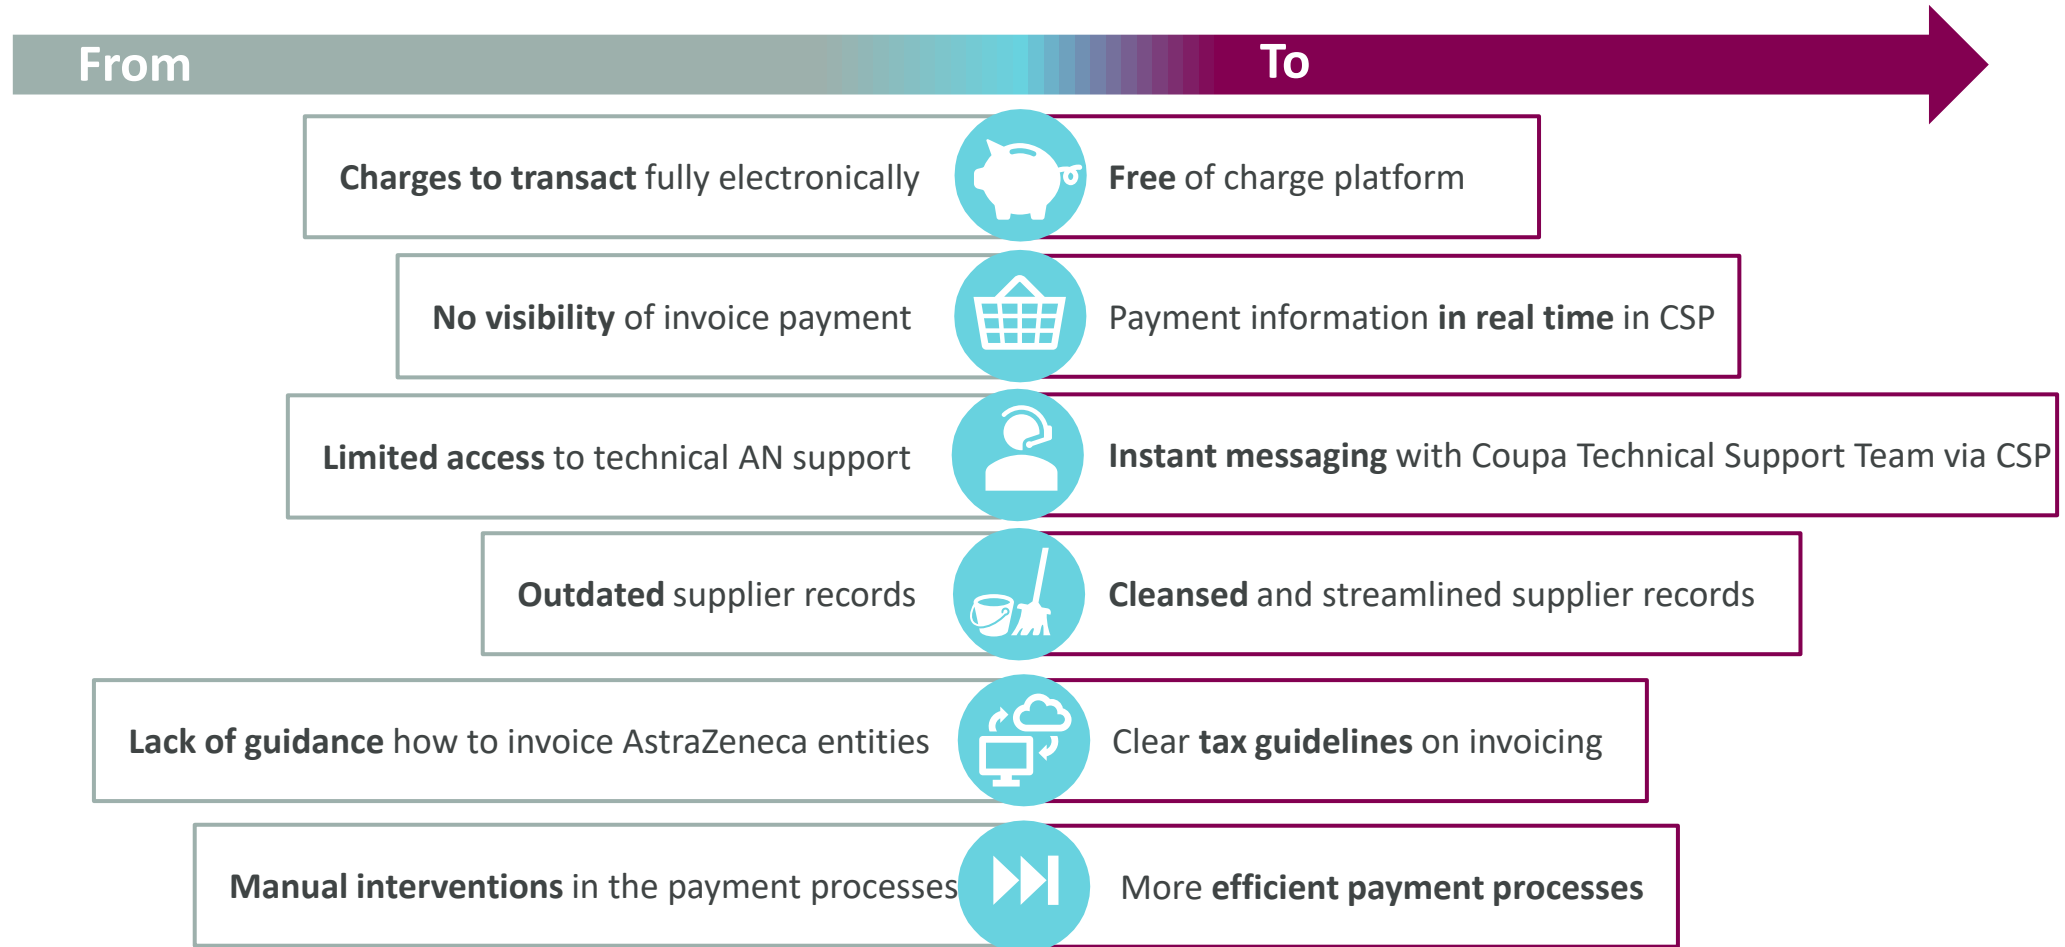 From
To
Charges to transact fully electronically
Free of charge platform
No visibility of invoice payment
Payment information in real time in CSP
Limited access to technical AN support
Instant messaging with Coupa Technical Support Team via CSP
Outdated supplier records
Cleansed and streamlined supplier records
Lack of guidance how to invoice AstraZeneca entities
Clear tax guidelines on invoicing
Manual interventions in the payment processes
More efficient payment processes